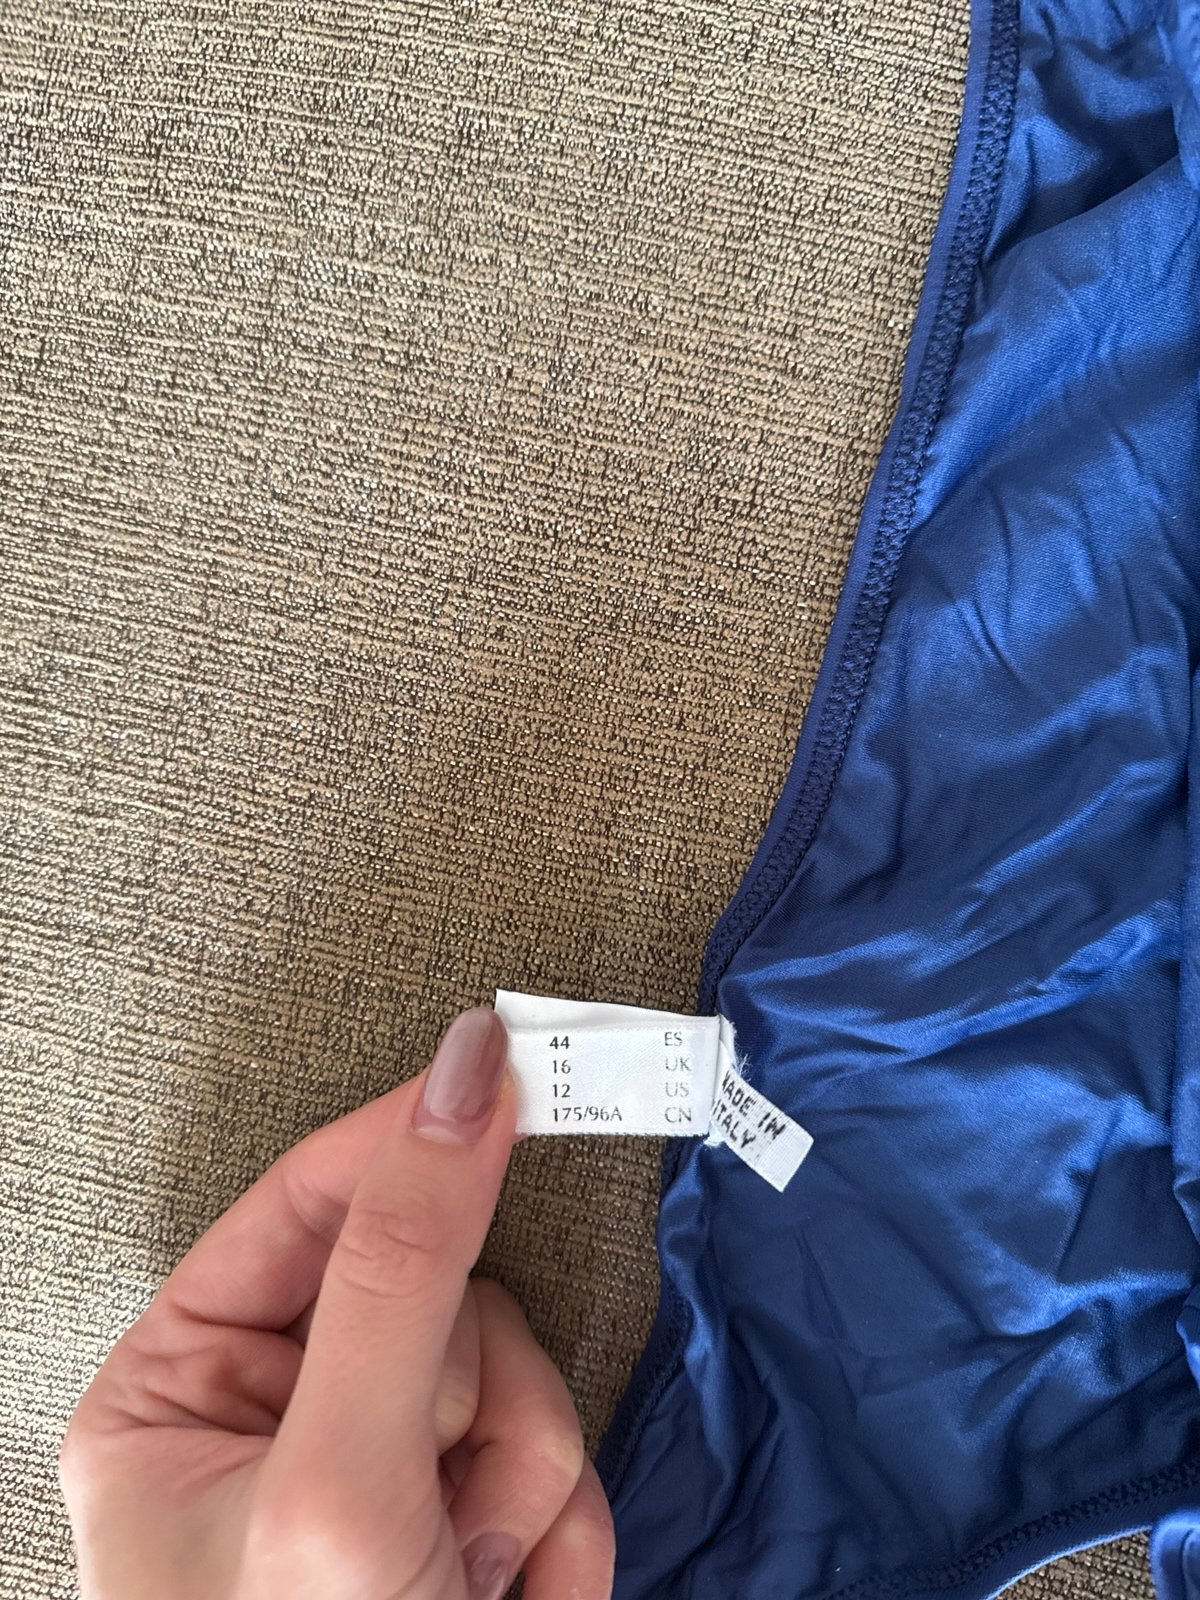 44 ES
16 UK
12 US
175/96A CN
MADE IN
ITALY